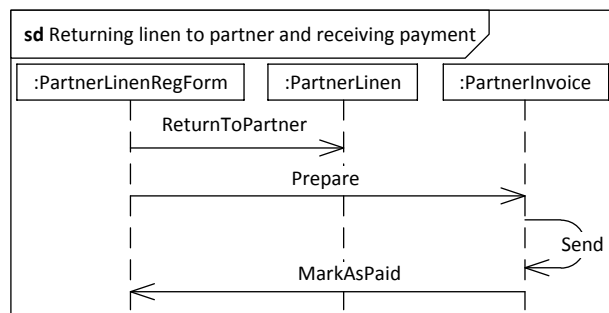 sd Returning linen to partner and receiving payment
:PartnerLinenRegForm
:PartnerLinen
:PartnerInvoice
ReturnToPartner
Prepare
Send
MarkAsPaid